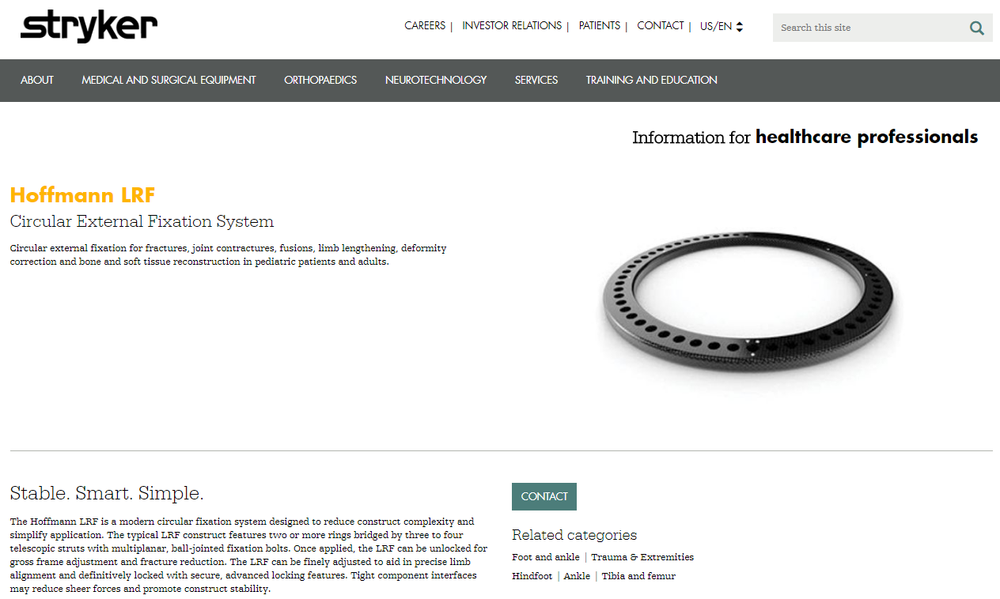 stryker
CAREERS | INVESTOR RELATIONS | PATIENTS | CONTACT | US/EN
Search this site
ABOUT MEDICAL AND SURGICAL EQUIPMENT ORTHOPAEDICS NEUROTECHNOLOGY SERVICES TRAINING AND EDUCATION
Information for healthcare professionals
Hoffmann LRF
Circular External Fixation System
Circular external fixation for fractures, joint contractures, fusions, limb lengthening, deformity
correction and bone and soft tissue reconstruction in pediatric patients and adults.
Stable. Smart. Simple.
The Hoffmann LRF is a modern circular fixation system designed to reduce construct complexity and
simplify application. The typical LRF construct features two or more rings bridged by three to four
telescopic struts with multiplanar, ball-jointed fixation bolts. Once applied, the LRF can be unlocked for
gross frame adjustment and fracture reduction. The LRF can be finely adjusted to aid in precise limb
alignment and definitively locked with secure, advanced locking features. Tight component interfaces
may reduce sheer forces and promote construct stability.
CONTACT
Related categories
Foot and ankle | Trauma & Extremities
Hindfoot | Ankle | Tibia and femur